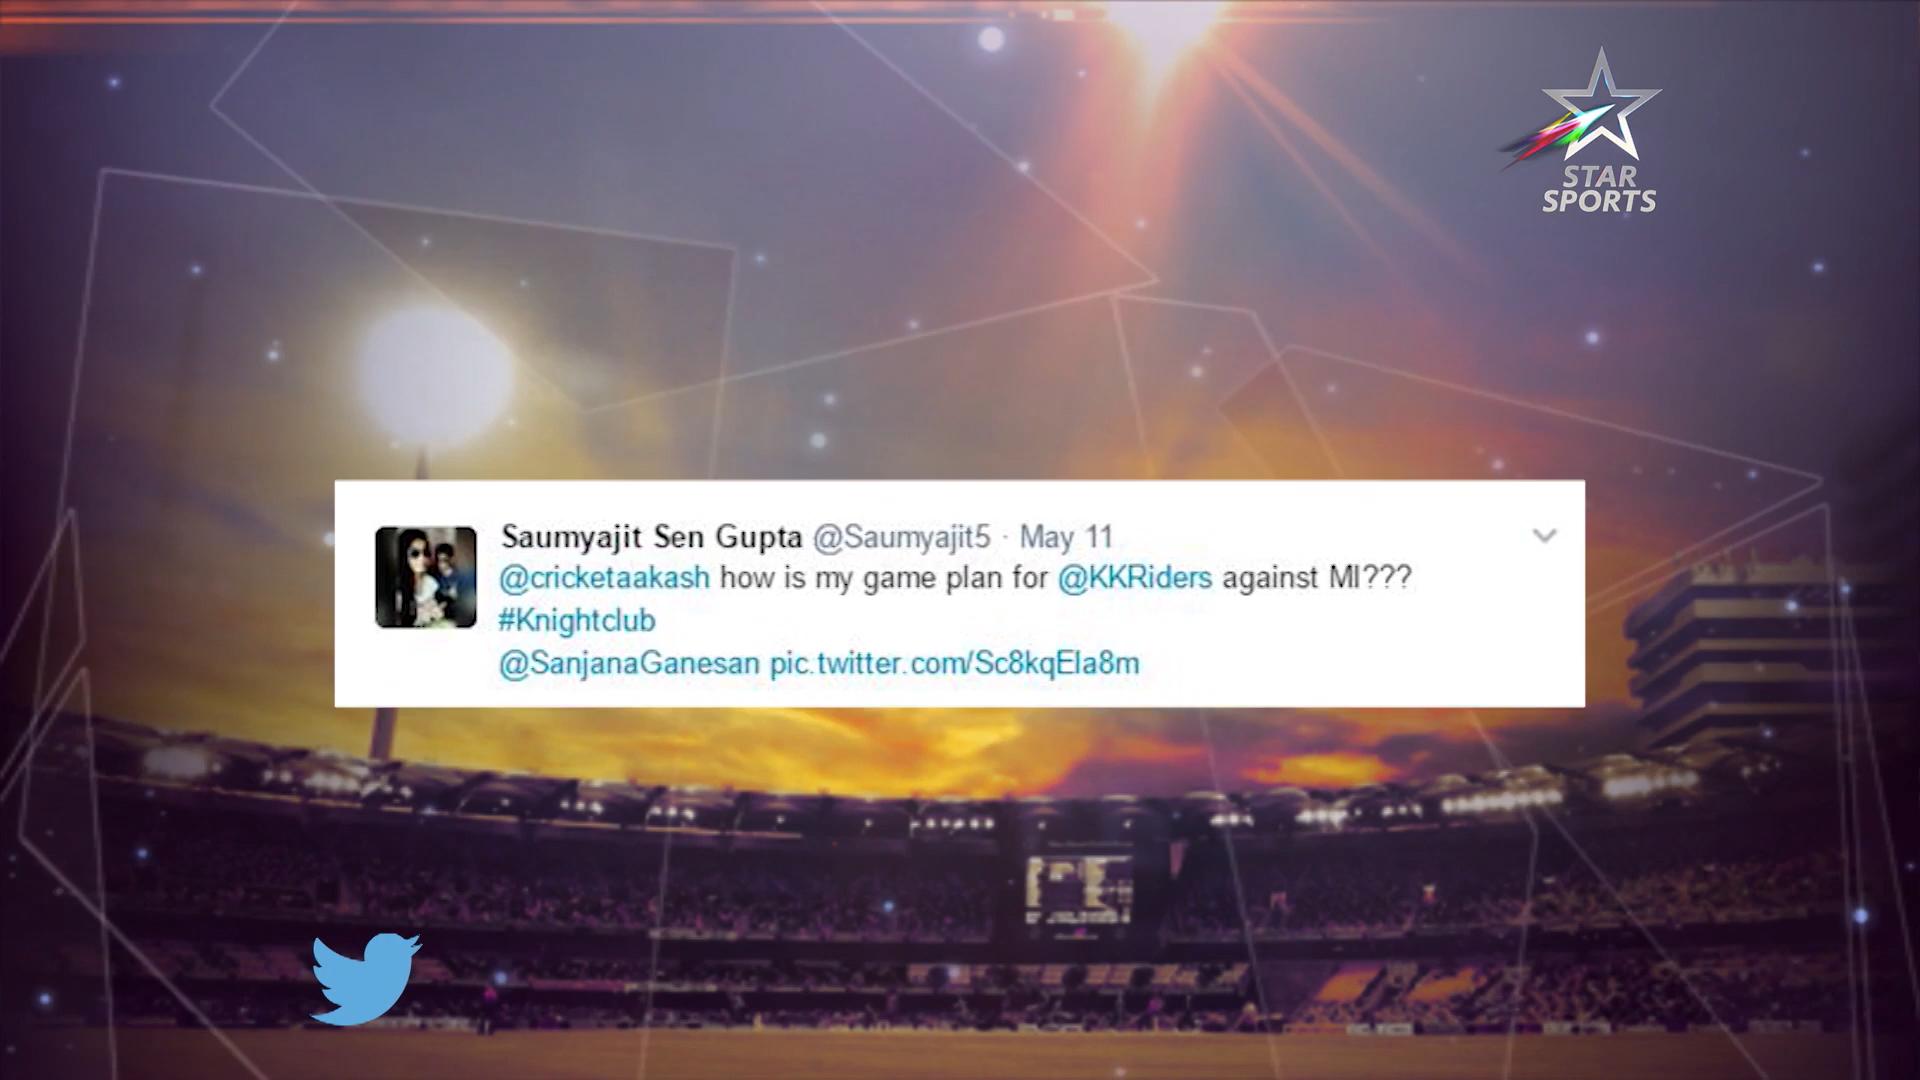 STAR
SPORTS
Saumyajit Sen Gupta @Saumyajit5 · May 11
@cricketaakash how is my game plan for @KKRiders against MI???
#Knightclub
@SanjanaGanesan pic.twitter.com/Sc8kqEla8m